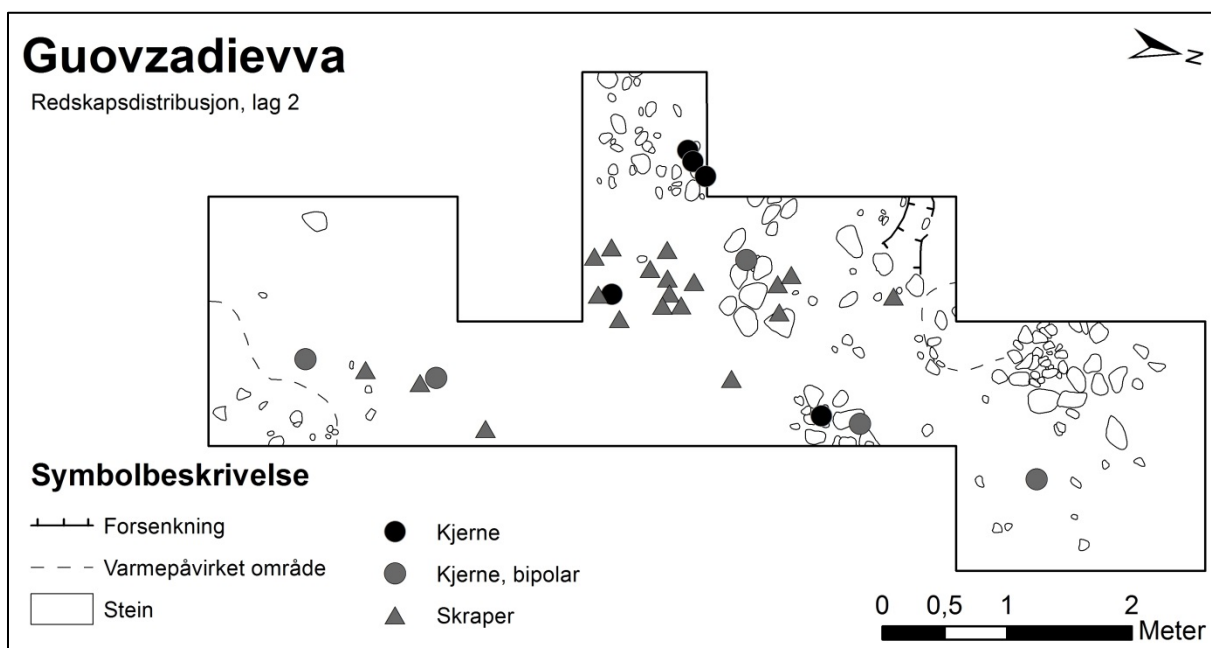 Guovzadievva
Redskapsdistribusjon, lag 2
N
Symbolbeskrivelse
Forsenkning
Varmepåvirket område
Stein
Kjerne
Kjerne, bipolar
Skraper
0 0,5 1 2
Meter